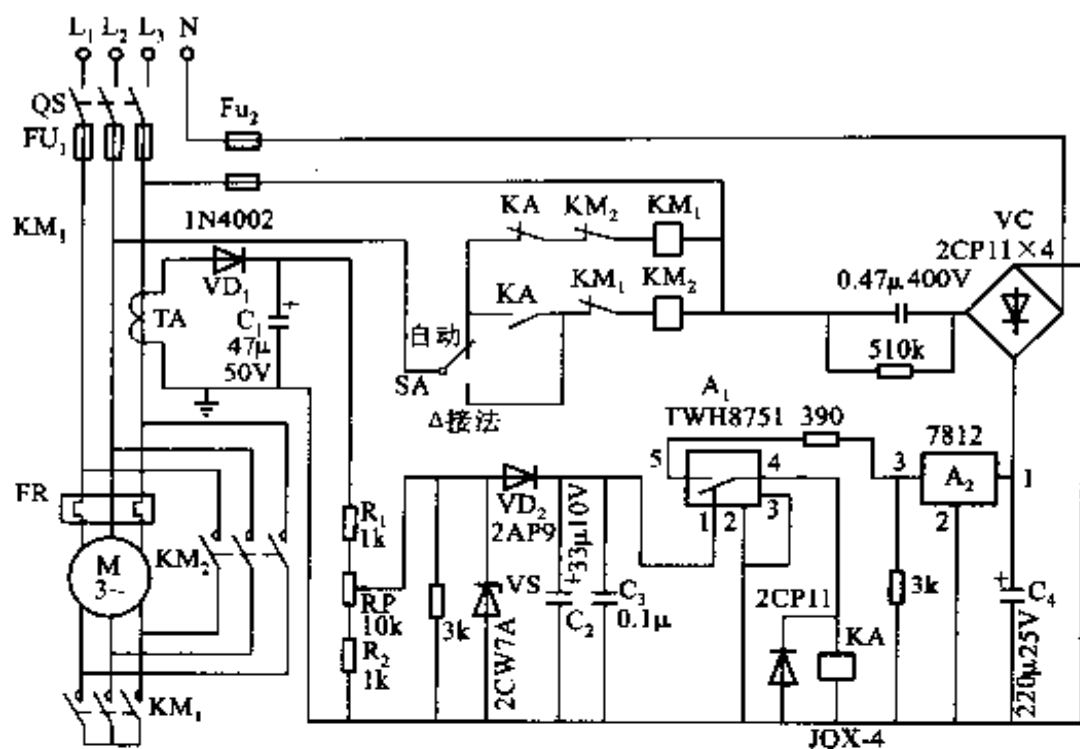 L₁ L₂ L₃ N
QS
Fu₂
FU₁
KM₁
1N4002
VD₁
TA
C₁
+
47μ
50V
KA KM₂ KM₁
KA KM₁ KM₂
VC
2CP11×4
0.47μ 400V
510k
自动
SA
Δ接法
A₁
TWH8751 390
5 4
1 2 3
7812
3 A₂ 1
2
FR
M
3~
KM₂
R₁
1k
RP
10k
R₂
1k
3k
VD₂
2AP9
VS
2CW7A
+33μ10V
C₂
C₃
0.1μ
2CP11
KA
3k
+
C₄
220μ25V
KM₁
JQX-4